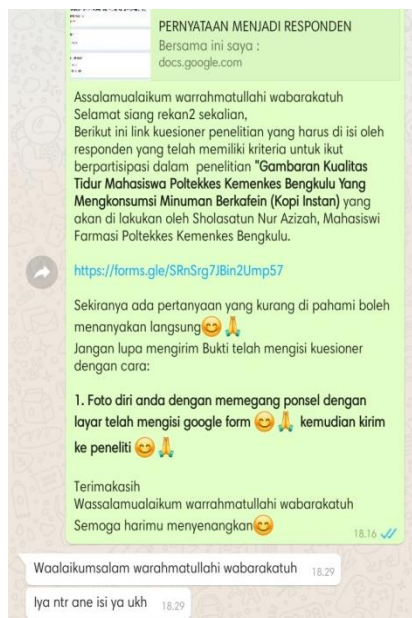 PERNYATAAN MENJADI RESPONDEN
Bersama ini saya :
docs.google.com
Assalamualaikum warrahmatullahi wabarakatuh
Selamat siang rekan2 sekalian,
Berikut ini link kuesioner penelitian yang harus di isi oleh
responden yang telah memiliki kriteria untuk ikut
berpartisipasi dalam penelitian "Gambaran Kualitas
Tidur Mahasiswa Poltekkes Kemenkes Bengkulu Yang
Mengkonsumsi Minuman Berkafein (Kopi Instan) yang
akan di lakukan oleh Sholasatun Nur Azizah, Mahasiswi
Farmasi Poltekkes Kemenkes Bengkulu.
https://forms.gle/SRnSrg7JBin2Ump57
Sekiranya ada pertanyaan yang kurang di pahami boleh
menanyakan langsung😊🙏
Jangan lupa mengirim Bukti telah mengisi kuesioner
dengan cara:
1. Foto diri anda dengan memegang ponsel dengan
layar telah mengisi google form 😊🙏 kemudian kirim
ke peneliti 😊🙏
Terimakasih
Wassalamualaikum warrahmatullahi wabarakatuh
Semoga harimu menyenangkan😊
18.16
Waalaikumsalam warahmatullahi wabarakatuh 18.29
Iya ntr ane isi ya ukh 18.29